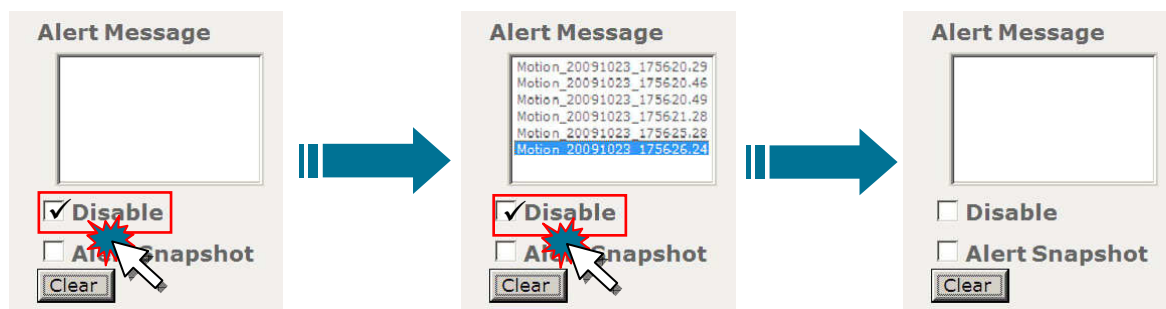 Alert Message
Disable
Alert Snapshot
Clear
Alert Message
Motion_20091023_175620.29
Motion_20091023_175620.46
Motion_20091023_175620.49
Motion_20091023_175621.28
Motion_20091023_175625.28
Motion_20091023_175626.24
Disable
Alert Snapshot
Clear
Alert Message
Disable
Alert Snapshot
Clear